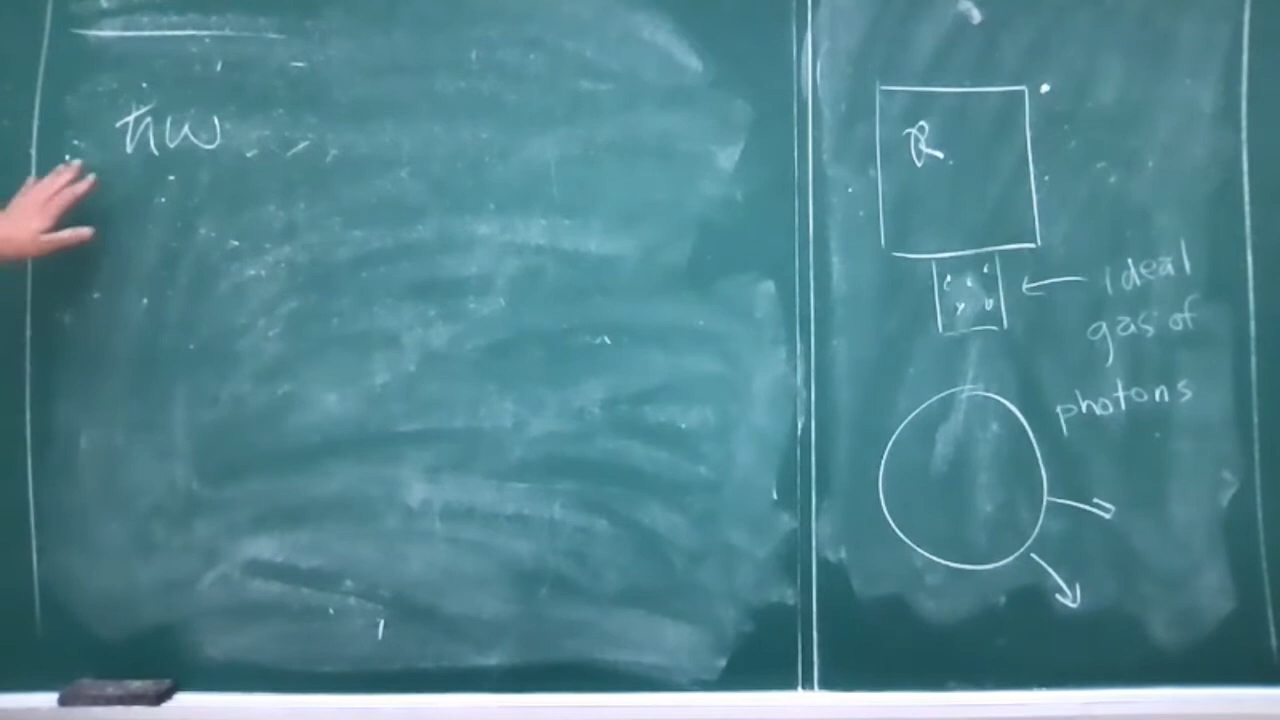 ħω
R
ideal
gas of
photons